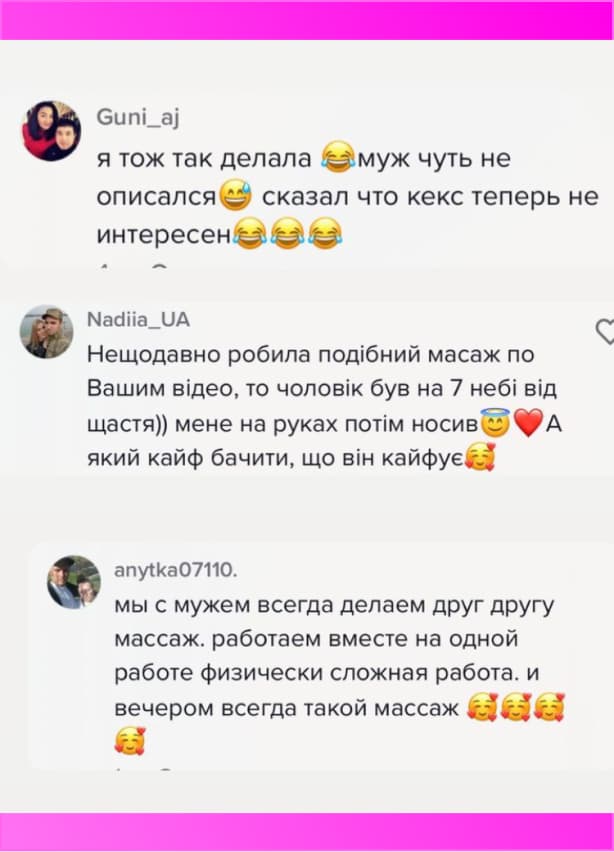 Guni_aj
я тож так делала 😂муж чуть не
описался😅 сказал что кекс теперь не
интересен😂😂😂
Nadiia_UA
Нещодавно робила подібний масаж по
Вашим відео, то чоловік був на 7 небі від
щастя)) мене на руках потім носив😇❤️А
який кайф бачити, що він кайфує🥰
anytka07110.
мы с мужем всегда делаем друг другу
массаж. работаем вместе на одной
работе физически сложная работа. и
вечером всегда такой массаж 🥰🥰🥰
🥰